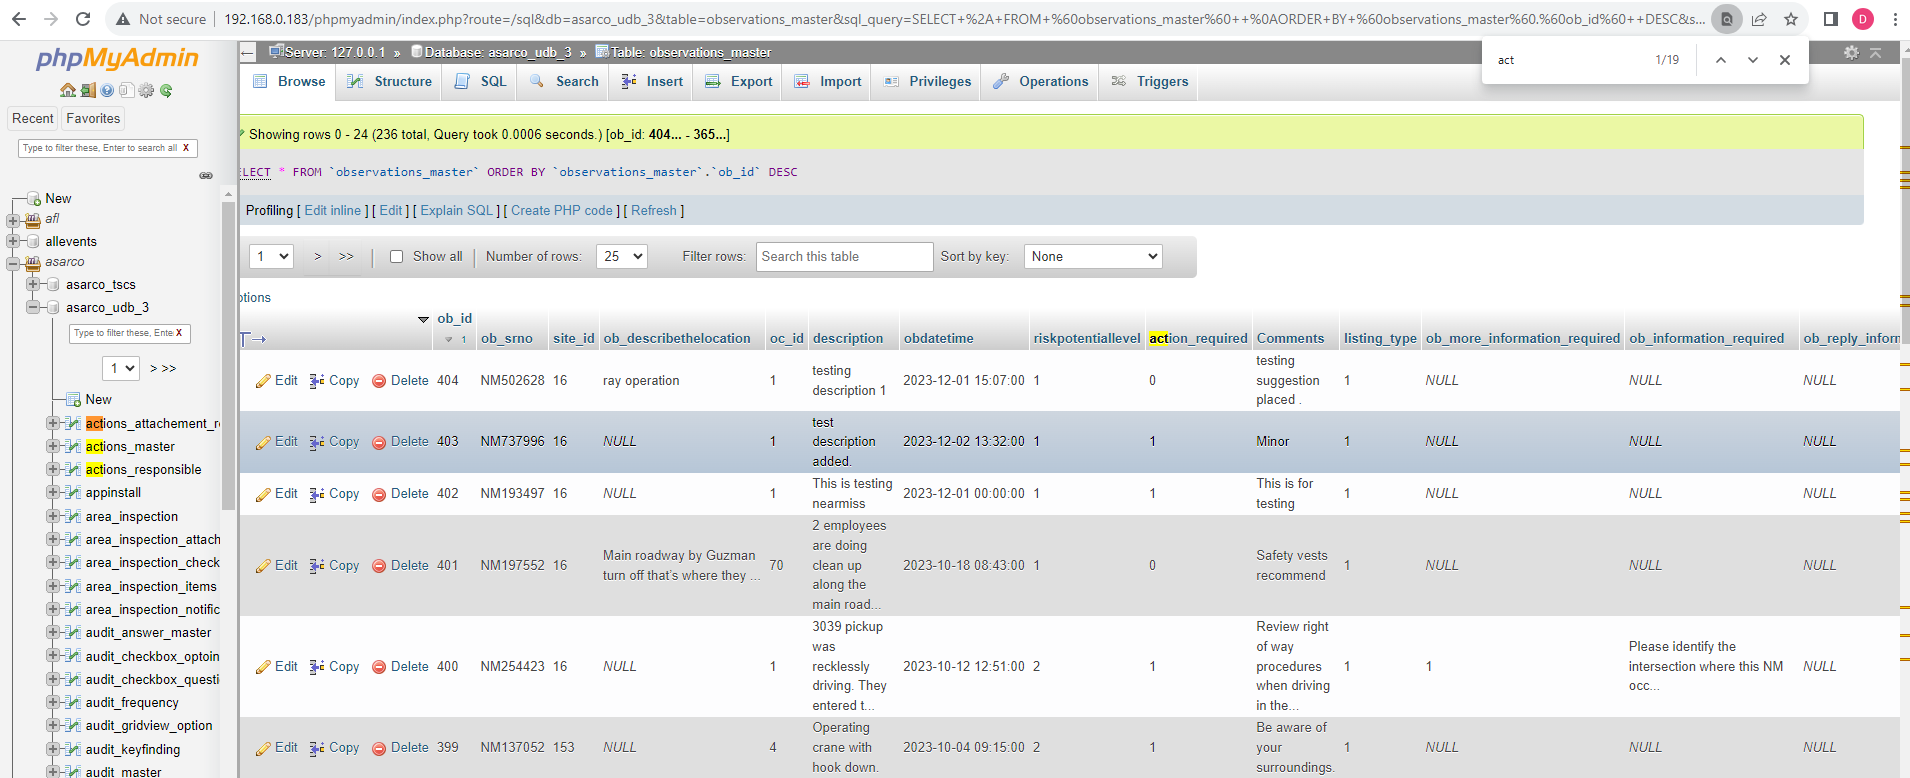 Not secure
192.168.0.183/phpmyadmin/index.php?route=/sql&db=asarco_udb_3&table=observations_master&sql_query=SELECT+%2A+FROM+%60observations_master%60++%0AORDER+BY+%60observations_master%60.%60ob_id%60++DESC&s...
D
act
1/19
phpMyAdmin
Recent
Favorites
Type to filter these, Enter to search all X
New
afl
allevents
asarco
asarco_tscs
asarco_udb_3
Type to filter these, Ente X
1 > >>
New
actions_attachement_r
actions_master
actions_responsible
appinstall
area_inspection
area_inspection_attach
area_inspection_check
area_inspection_items
area_inspection_notific
audit_answer_master
audit_checkbox_optoin
audit_checkbox_questi
audit_frequency
audit_gridview_option
audit_keyfinding
audit_master
Server: 127.0.0.1 » Database: asarco_udb_3 » Table: observations_master
Browse Structure SQL Search Insert Export Import Privileges Operations Triggers
Showing rows 0 - 24 (236 total, Query took 0.0006 seconds.) [ob_id: 404... - 365...]
ELECT * FROM `observations_master` ORDER BY `observations_master`.`ob_id` DESC
Profiling [ Edit inline ] [ Edit ] [ Explain SQL ] [ Create PHP code ] [ Refresh ]
1 > >> Show all Number of rows: 25 Filter rows: Search this table Sort by key: None
ptions
ob_id 1 ob_srno site_id ob_describethelocation oc_id description obdatetime riskpotentiallevel action_required Comments listing_type ob_more_information_required ob_information_required ob_reply_inforn
Edit Copy Delete 404 NM502628 16 ray operation 1 testing description 1 2023-12-01 15:07:00 1 0 testing suggestion placed . 1 NULL NULL NULL
Edit Copy Delete 403 NM737996 16 NULL 1 test description added. 2023-12-02 13:32:00 1 1 Minor 1 NULL NULL NULL
Edit Copy Delete 402 NM193497 16 NULL 1 This is testing nearmiss 2023-12-01 00:00:00 1 1 This is for testing 1 NULL NULL NULL
Edit Copy Delete 401 NM197552 16 Main roadway by Guzman turn off that's where they ... 70 2 employees are doing clean up along the main road... 2023-10-18 08:43:00 1 0 Safety vests recommend 1 NULL NULL NULL
Edit Copy Delete 400 NM254423 16 NULL 1 3039 pickup was recklessly driving. They entered t... 2023-10-12 12:51:00 2 1 Review right of way procedures when driving in the... 1 1 Please identify the intersection where this NM occ... NULL
Edit Copy Delete 399 NM137052 153 NULL 4 Operating crane with hook down. 2023-10-04 09:15:00 2 1 Be aware of your surroundings. 1 NULL NULL NULL